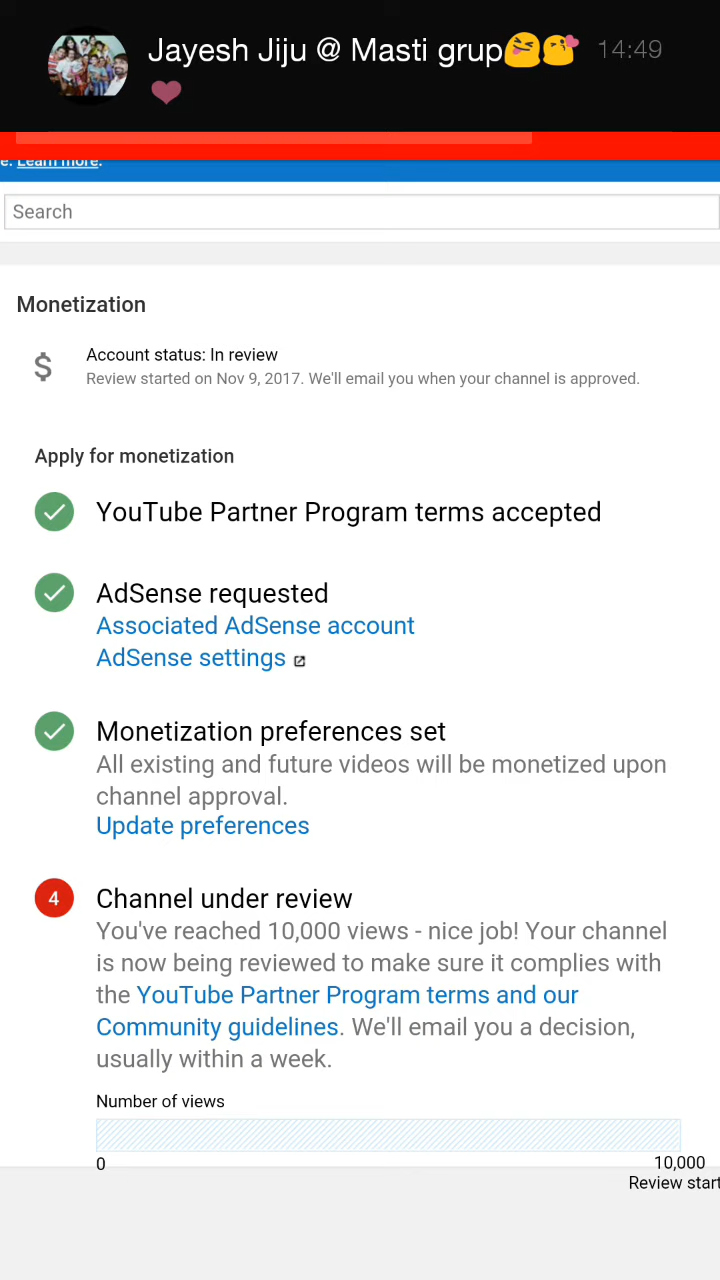 Jayesh Jiju @ Masti grup😝😘 14:49
❤
e. Learn more.
Search
Monetization
$
Account status: In review
Review started on Nov 9, 2017. We'll email you when your channel is approved.
Apply for monetization
YouTube Partner Program terms accepted
AdSense requested
Associated AdSense account
AdSense settings
Monetization preferences set
All existing and future videos will be monetized upon
channel approval.
Update preferences
4 Channel under review
You've reached 10,000 views - nice job! Your channel
is now being reviewed to make sure it complies with
the YouTube Partner Program terms and our
Community guidelines. We'll email you a decision,
usually within a week.
Number of views
0 10,000
Review start